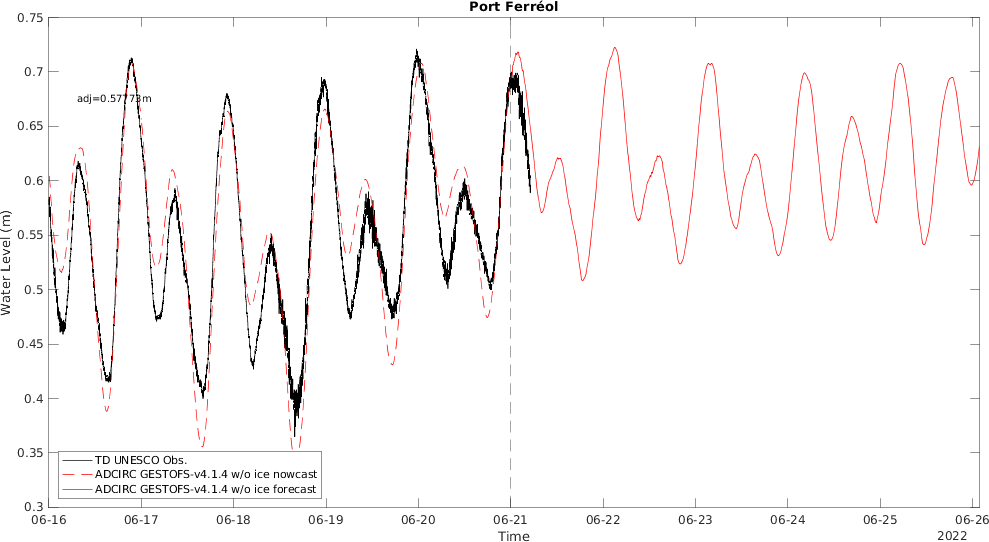 Port Ferréol
0.75
0.7
0.65
0.6
0.55
0.5
0.45
0.4
0.35
0.3
Water Level (m)
adj=0.57773m
TD UNESCO Obs.
ADCIRC GESTOFS-v4.1.4 w/o ice nowcast
ADCIRC GESTOFS-v4.1.4 w/o ice forecast
06-16 06-17 06-18 06-19 06-20 06-21 06-22 06-23 06-24 06-25 06-26
Time
2022